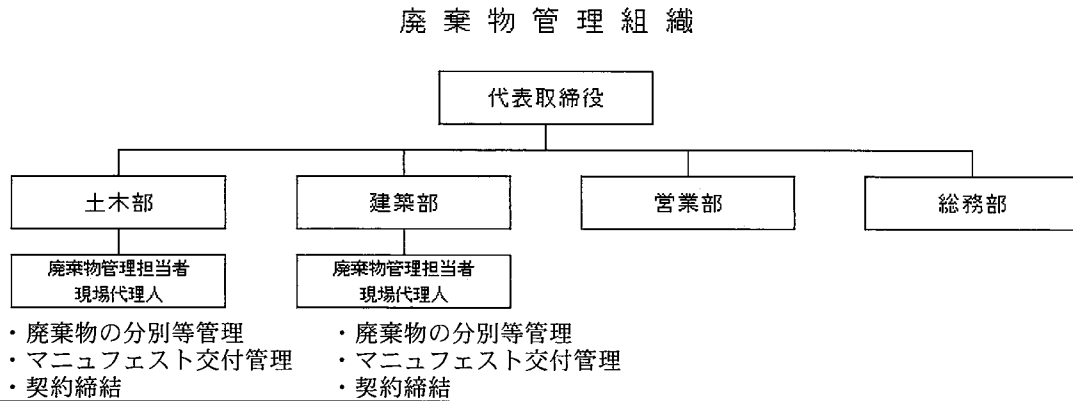 廃棄物管理組織
代表取締役
土木部
建築部
営業部
総務部
廃棄物管理担当者
現場代理人
廃棄物管理担当者
現場代理人
・廃棄物の分別等管理
・マニュフェスト交付管理
・契約締結
・廃棄物の分別等管理
・マニュフェスト交付管理
・契約締結